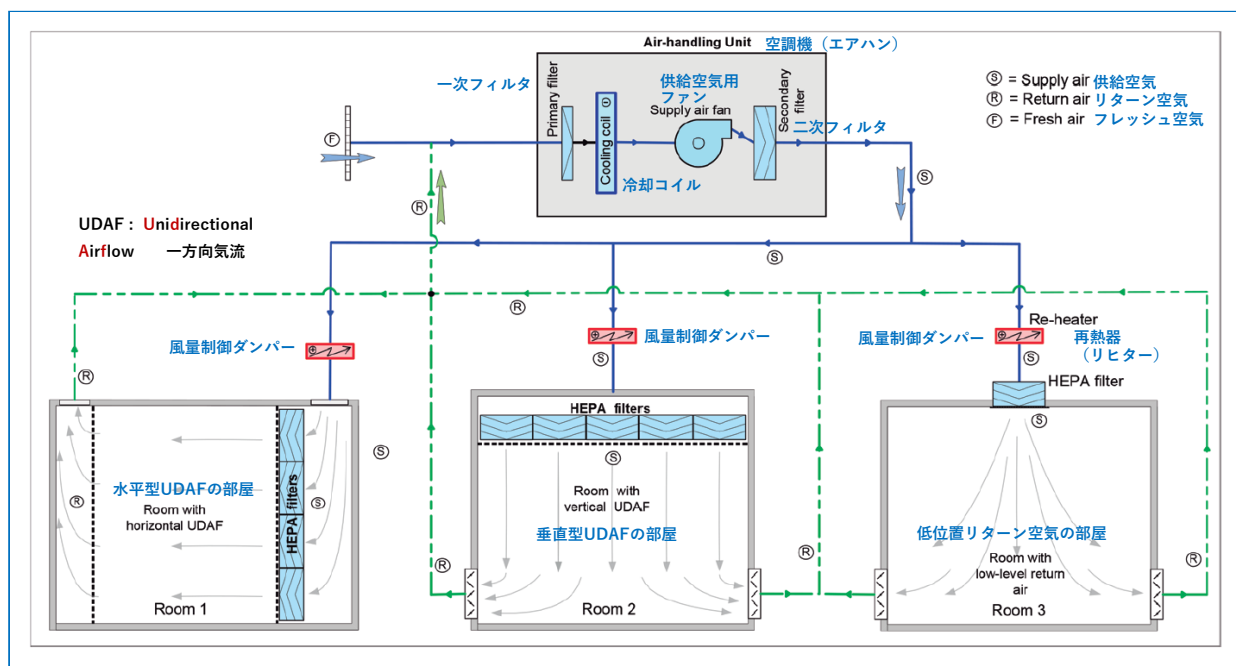 Air-handling Unit 空調機（エアハン）
一次フィルタ
Primary filter
Cooling coil
冷却コイル
供給空気用
ファン
Supply air fan
Secondary
filter
二次フィルタ
Ⓢ = Supply air 供給空気
Ⓡ = Return air リターン空気
Ⓕ = Fresh air フレッシュ空気
Ⓕ
Ⓢ
Ⓡ
UDAF : Unidirectional
Airflow 一方向気流
Ⓢ
Ⓡ
風量制御ダンパー
風量制御ダンパー
Ⓢ
風量制御ダンパー
Re-heater
再熱器
（リヒター）
Ⓢ
HEPA filter
Ⓡ
Ⓢ
HEPA filters
Ⓢ
Ⓢ
水平型UDAFの部屋
Room with
horizontal UDAF
Ⓡ
HEPA filters
Ⓢ
Room 1
Room with
vertical UDAF
垂直型UDAFの部屋
Ⓡ
Room 2
Ⓡ
低位置リターン空気の部屋
Room with
low-level return
air
Room 3
Ⓡ